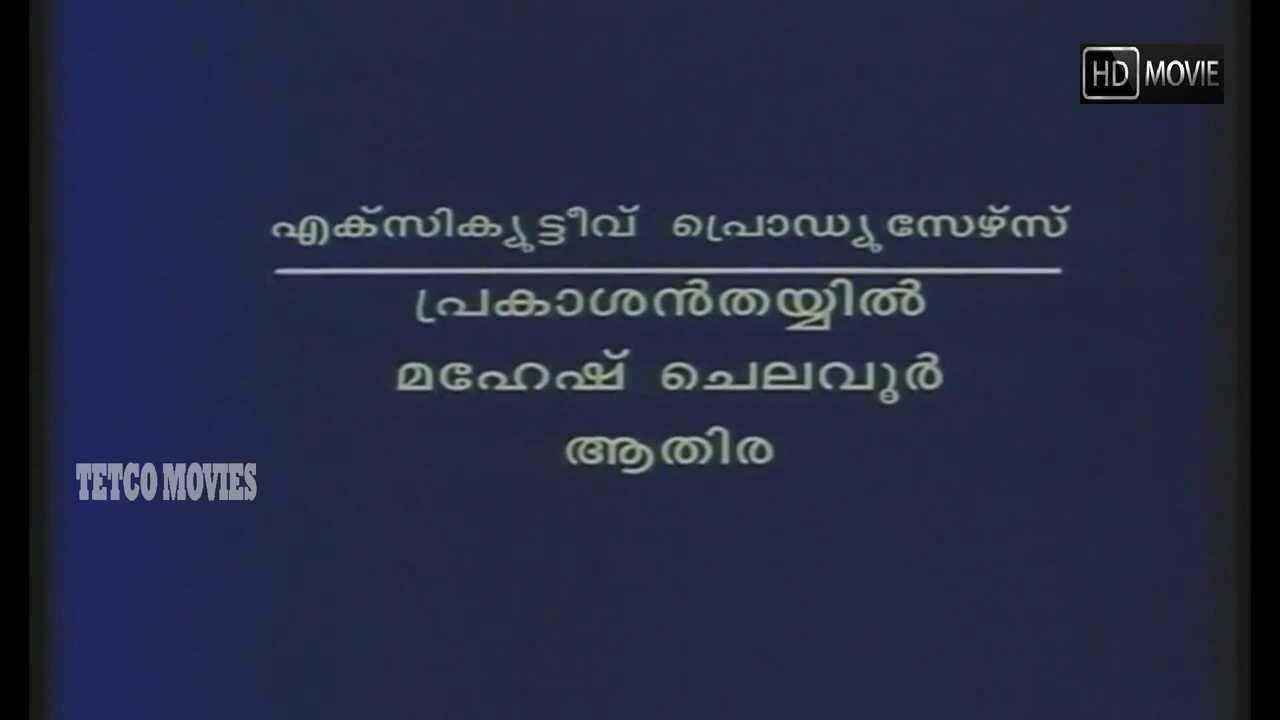 HD MOVIE
എക്സിക്യുട്ടീവ് പ്രൊഡ്യുസേഴ്സ്
പ്രകാശൻതയ്യിൽ
മഹേഷ് ചെലവൂർ
ആതിര
TETCO MOVIES